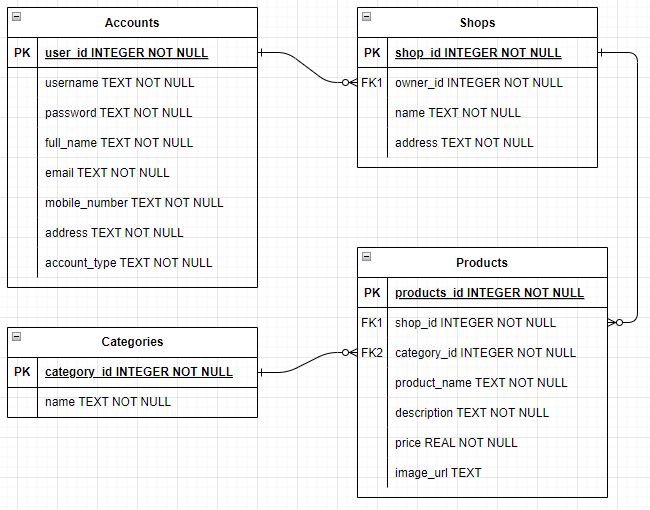 Accounts
PK user_id INTEGER NOT NULL
username TEXT NOT NULL
password TEXT NOT NULL
full_name TEXT NOT NULL
email TEXT NOT NULL
mobile_number TEXT NOT NULL
address TEXT NOT NULL
account_type TEXT NOT NULL
Shops
PK shop_id INTEGER NOT NULL
FK1 owner_id INTEGER NOT NULL
name TEXT NOT NULL
address TEXT NOT NULL
Categories
PK category_id INTEGER NOT NULL
name TEXT NOT NULL
Products
PK products_id INTEGER NOT NULL
FK1 shop_id INTEGER NOT NULL
FK2 category_id INTEGER NOT NULL
product_name TEXT NOT NULL
description TEXT NOT NULL
price REAL NOT NULL
image_url TEXT